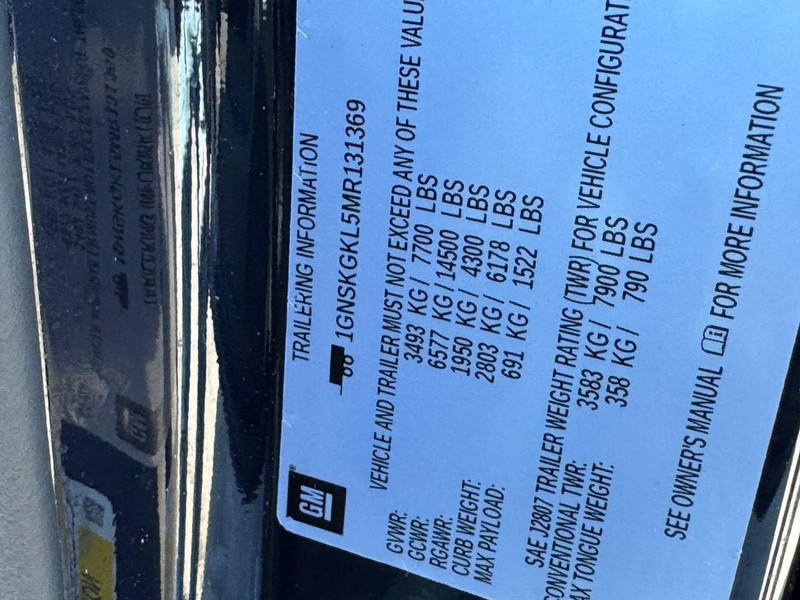 GM
TRAILERING INFORMATION
1GNSKGKL5MR131369
VEHICLE AND TRAILER MUST NOT EXCEED ANY OF THESE VALU
GVWR: 3493 KG/ 7700 LBS
GCWR: 6577 KG/ 14500 LBS
RGAWR: 1950 KG/ 4300 LBS
CURB WEIGHT: 2803 KG/ 6178 LBS
MAX PAYLOAD: 691 KG/ 1522 LBS
SAE J2807 TRAILER WEIGHT RATING (TWR) FOR VEHICLE CONFIGURAT
ONVENTIONAL TWR: 3583 KG/ 7900 LBS
AX TONGUE WEIGHT: 358 KG/ 790 LBS
SEE OWNER'S MANUAL FOR MORE INFORMATION